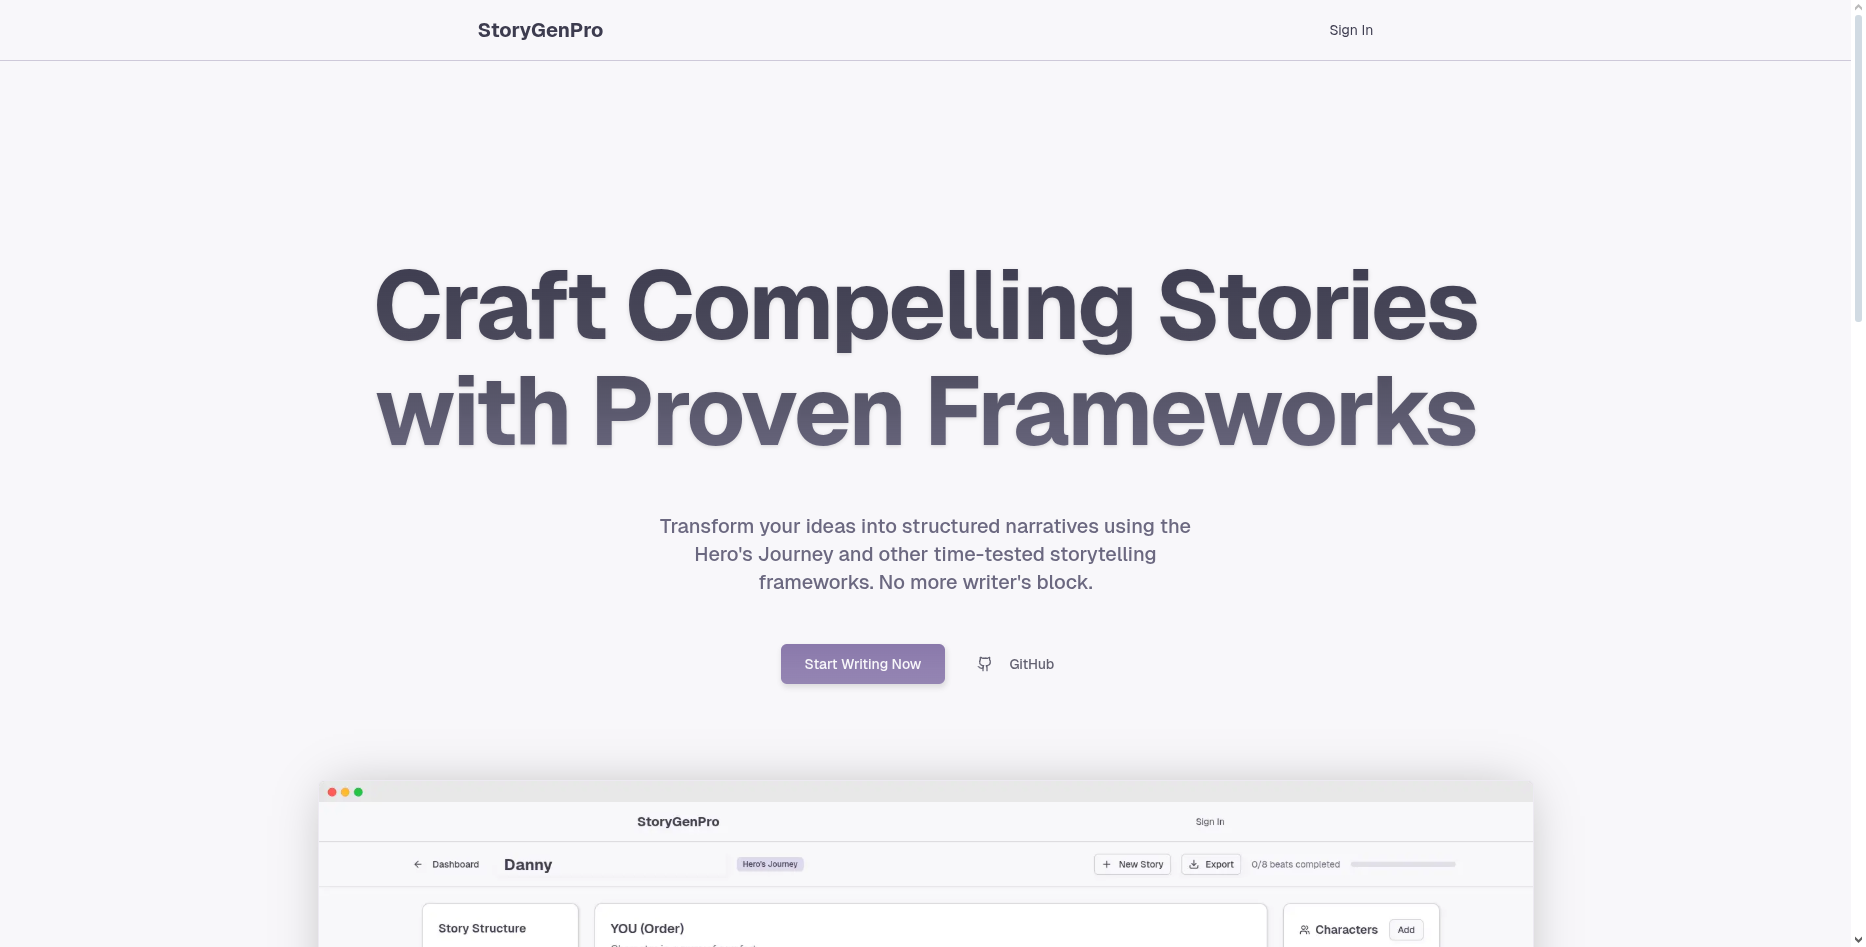 StoryGenPro
Sign In
Craft Compelling Stories
with Proven Frameworks
Transform your ideas into structured narratives using the
Hero's Journey and other time-tested storytelling
frameworks. No more writer's block.
Start Writing Now
GitHub
StoryGenPro
Sign In
Dashboard
Danny
Hero's Journey
New Story
Export
0/8 beats completed
Story Structure
YOU (Order)
Characters
Add